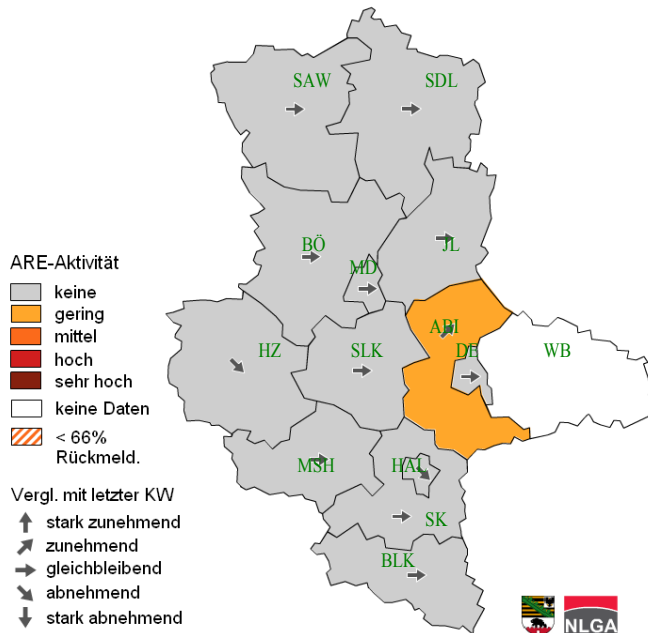 SAW
SDL
BÖ
MD
JL
ARE-Aktivität
keine
gering
mittel
hoch
sehr hoch
keine Daten
< 66%
Rückmeld.
HZ
SLK
ABI
DE
WB
MSH
HAL
SK
BLK
Vergl. mit letzter KW
stark zunehmend
zunehmend
gleichbleibend
abnehmend
stark abnehmend
NLGA